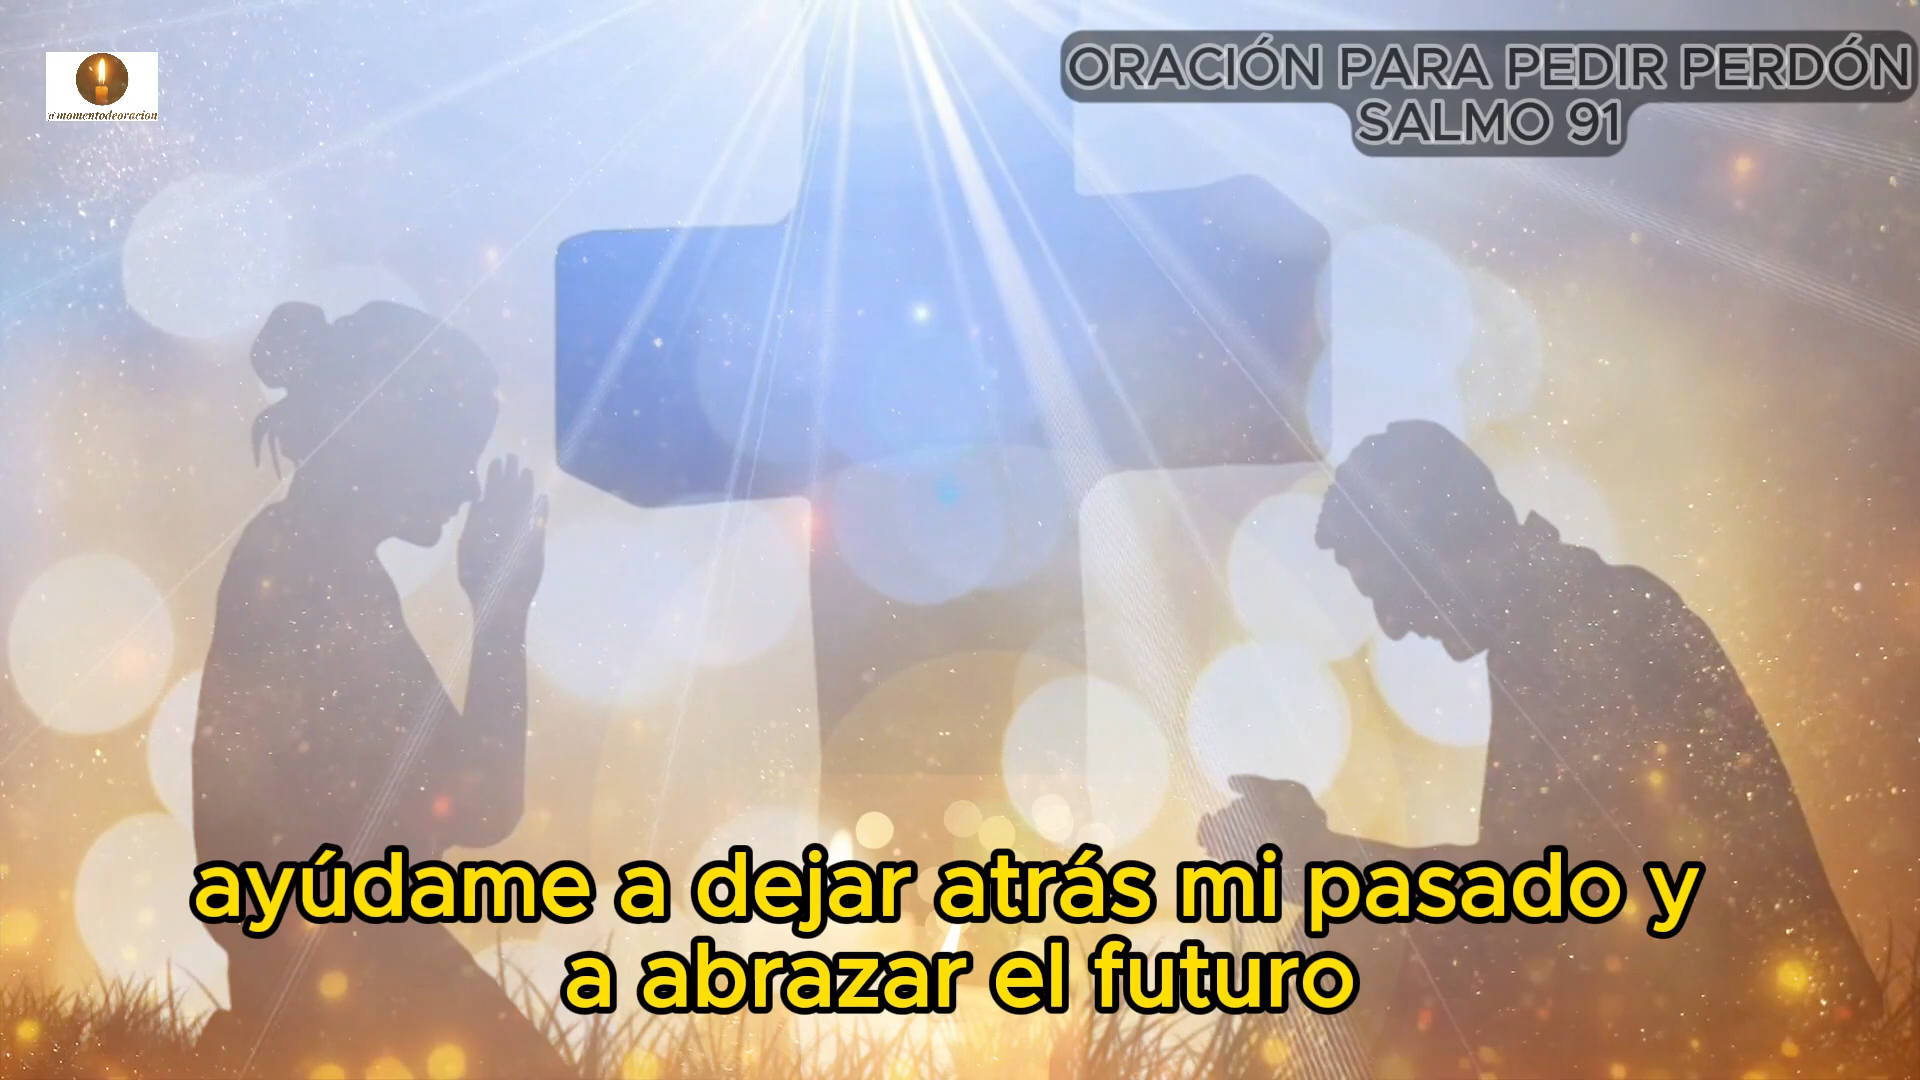 @momentodeoracion
ORACIÓN PARA PEDIR PERDÓN
SALMO 91
ayúdame a dejar atrás mi pasado y
a abrazar el futuro